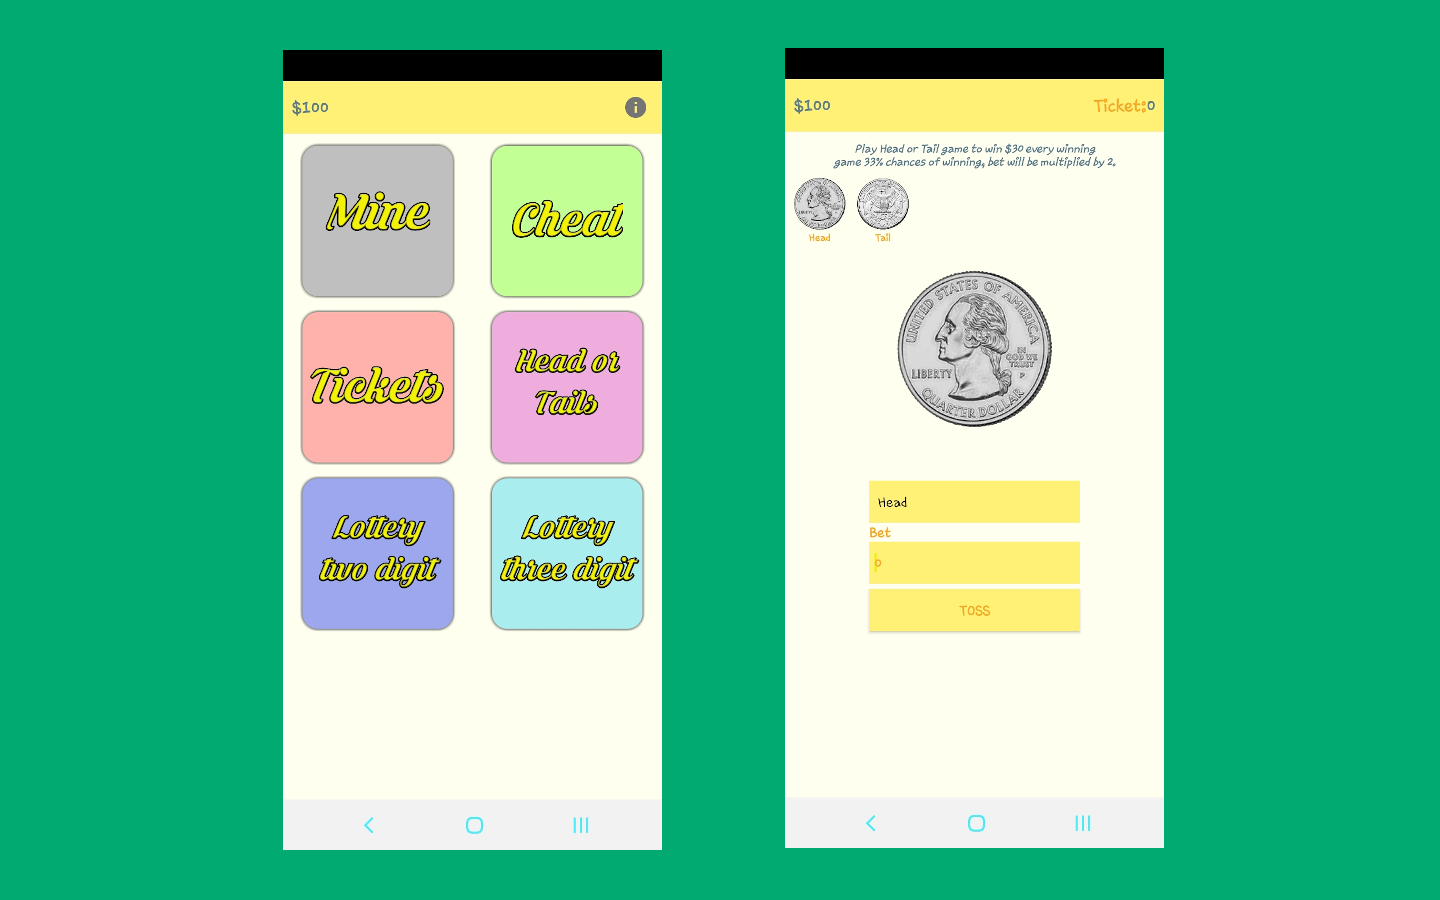 $100
Mine
Cheat
Tickets
Head or
Tails
Lottery
two digit
Lottery
three digit
$100
Ticket:0
Play Head or Tail game to win $30 every winning
game 33% chances of winning, bet will be multiplied by 2.
Head
Tail
UNITED STATES OF AMERICA
IN
GOD WE
TRUST
P
LIBERTY
QUARTER DOLLAR
Head
Bet
0
TOSS